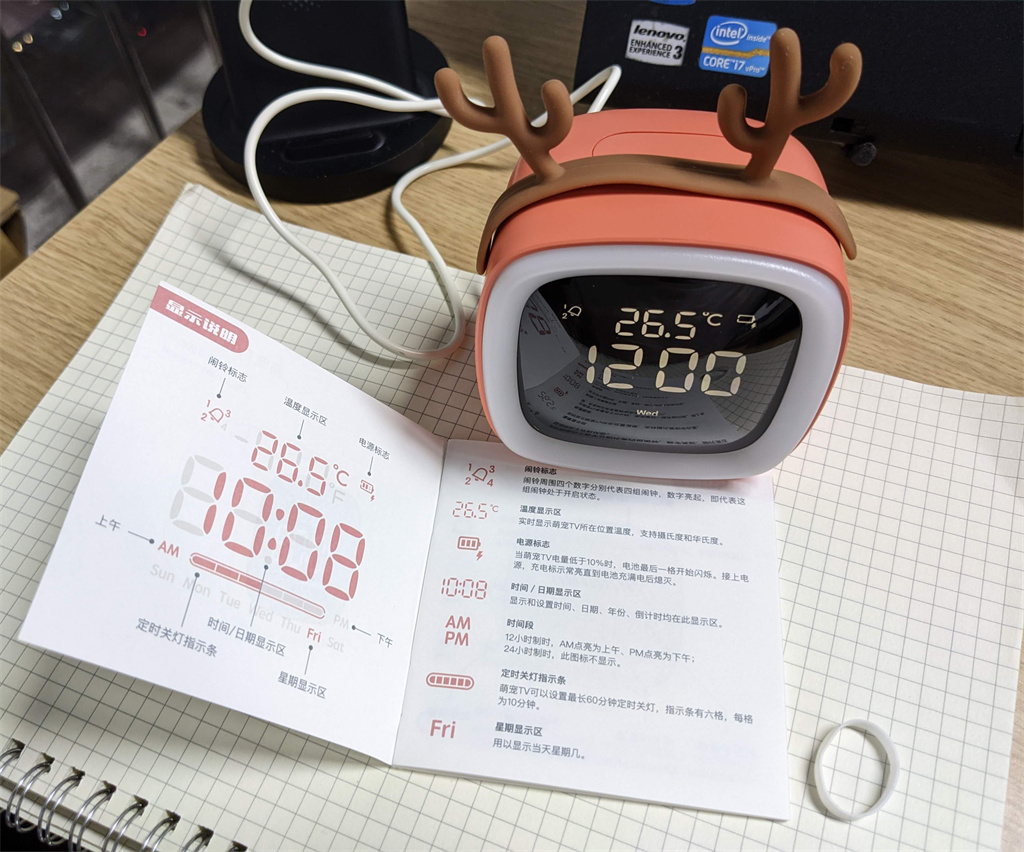 lenovo
ENHANCED
EXPERIENCE 3
intel inside
CORE i7 vPro
26.5℃
12:00
Wed
1
2
显示说明
闹铃标志
1 3
2 4
温度显示区
电源标志
26.5℃
℉
10:08
上午
AM
PM
下午
Sun Mon Tue Wed Thu Fri Sat
定时关灯指示条
时间/日期显示区
星期显示区
1 3
2 4
闹铃标志
闹铃周围四个数字分别代表四组闹钟，数字亮起，即代表这
组闹钟处于开启状态。
26.5℃
温度显示区
实时显示萌宠TV所在位置温度，支持摄氏度和华氏度。
电源标志
当萌宠TV电量低于10%时，电池最后一格开始闪烁。接上电
源，充电标示常亮直到电池充满电后熄灭。
10:08
时间 / 日期显示区
显示和设置时间、日期、年份、倒计时均在此显示区。
AM
PM
时间段
12小时制时，AM点亮为上午、PM点亮为下午；
24小时制时，此图标不显示。
定时关灯指示条
萌宠TV可以设置最长60分钟定时关灯，指示条有六格，每格
为10分钟。
Fri
星期显示区
用以显示当天星期几。